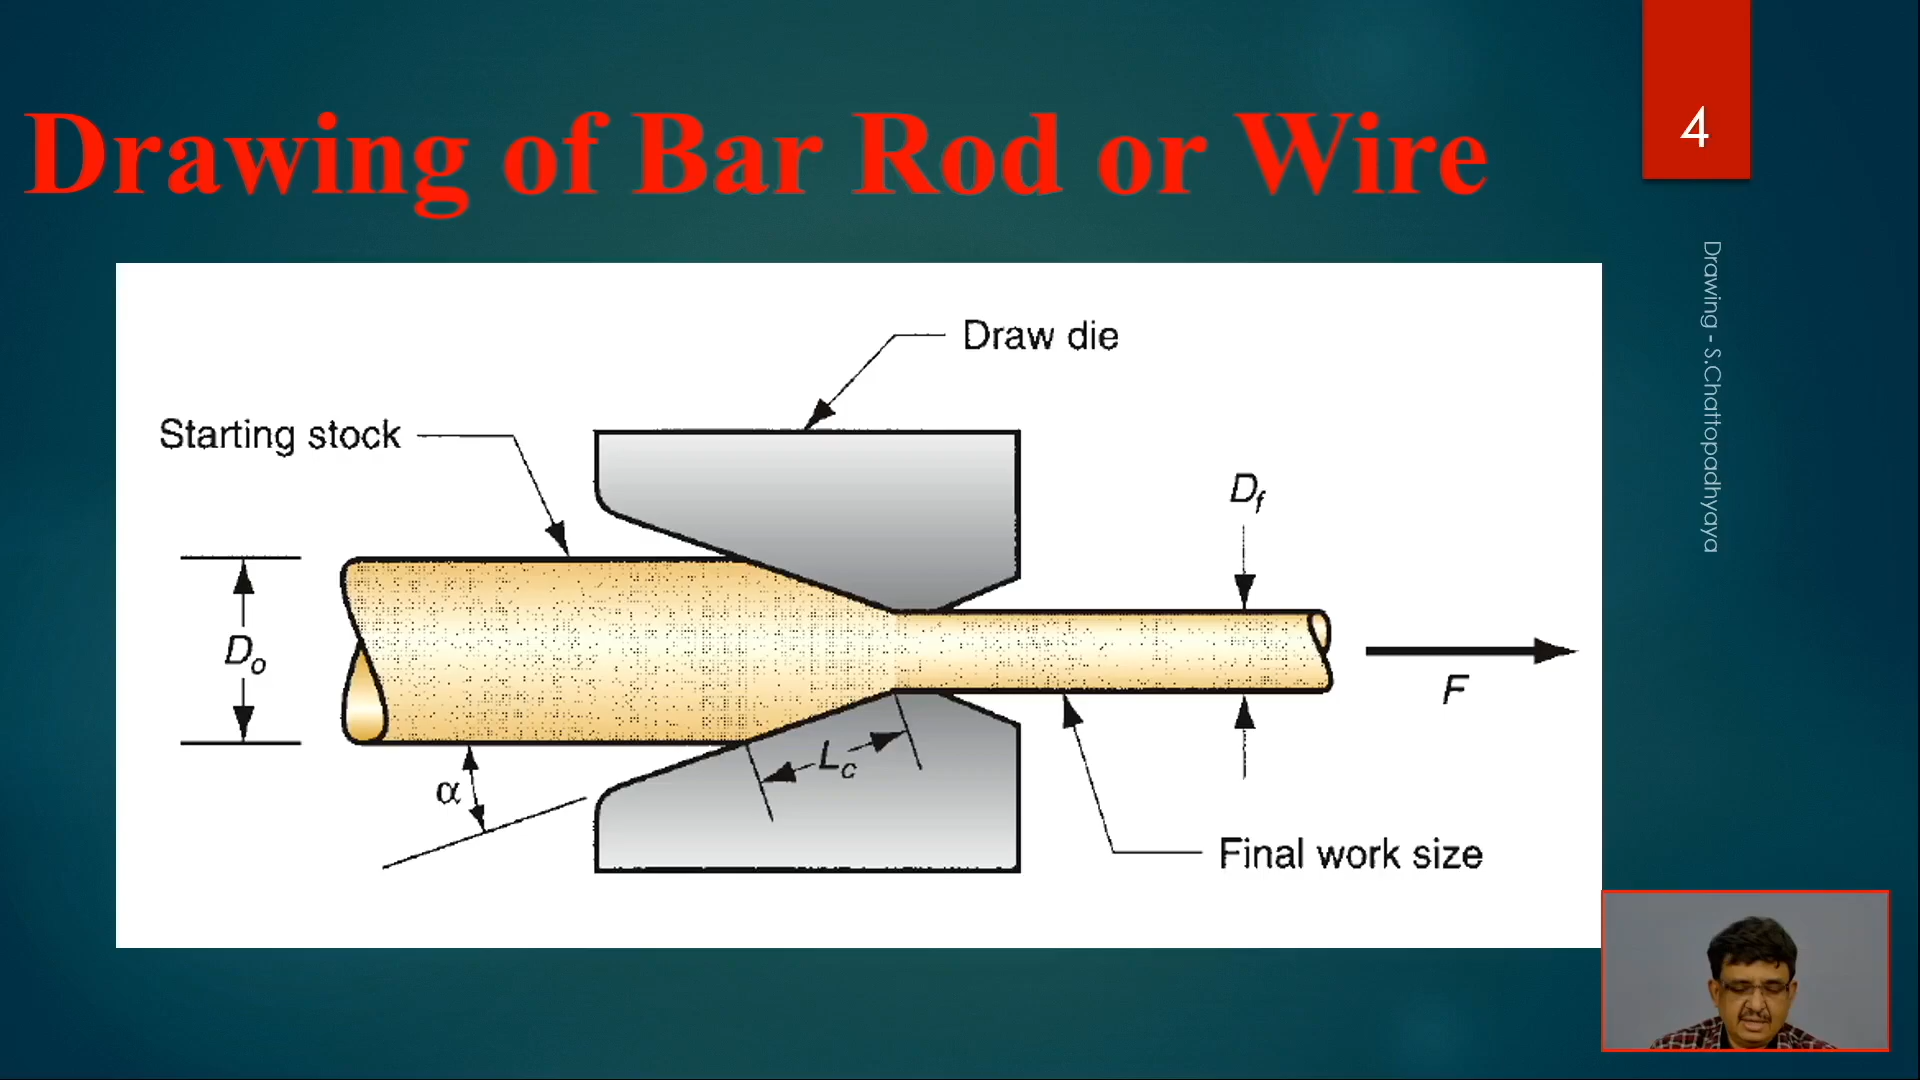 Drawing of Bar Rod or Wire
4
Drawing - S.Chattopadhyaya
Draw die
Starting stock
Df
Do
F
Lc
α
Final work size